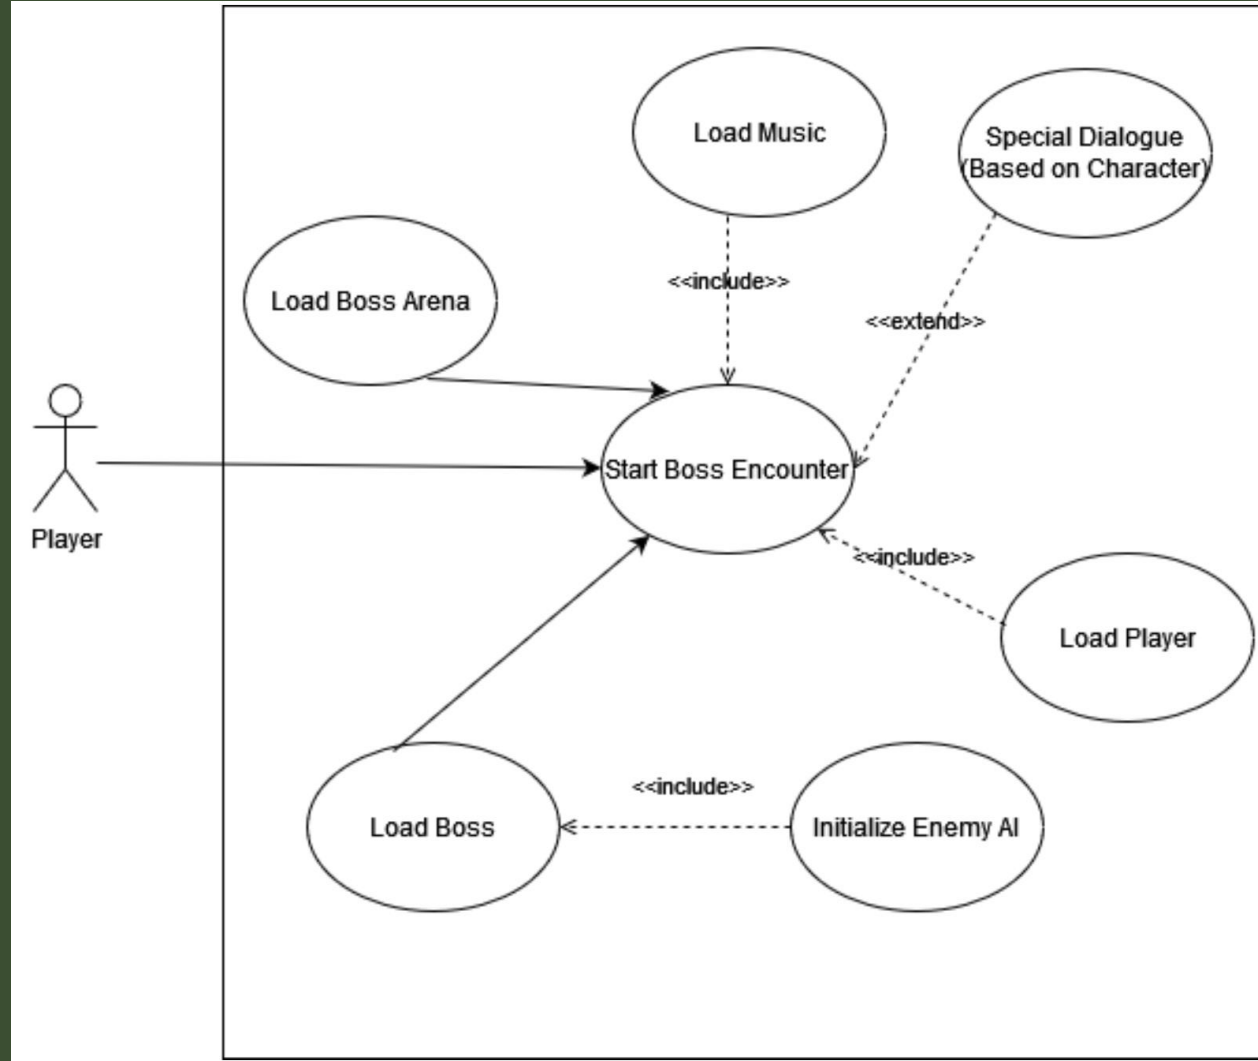 Load Music
Special Dialogue
(Based on Character)
<<include>>
Load Boss Arena
<<extend>>
Start Boss Encounter
Player
<<include>>
Load Player
<<include>>
Load Boss
Initialize Enemy AI